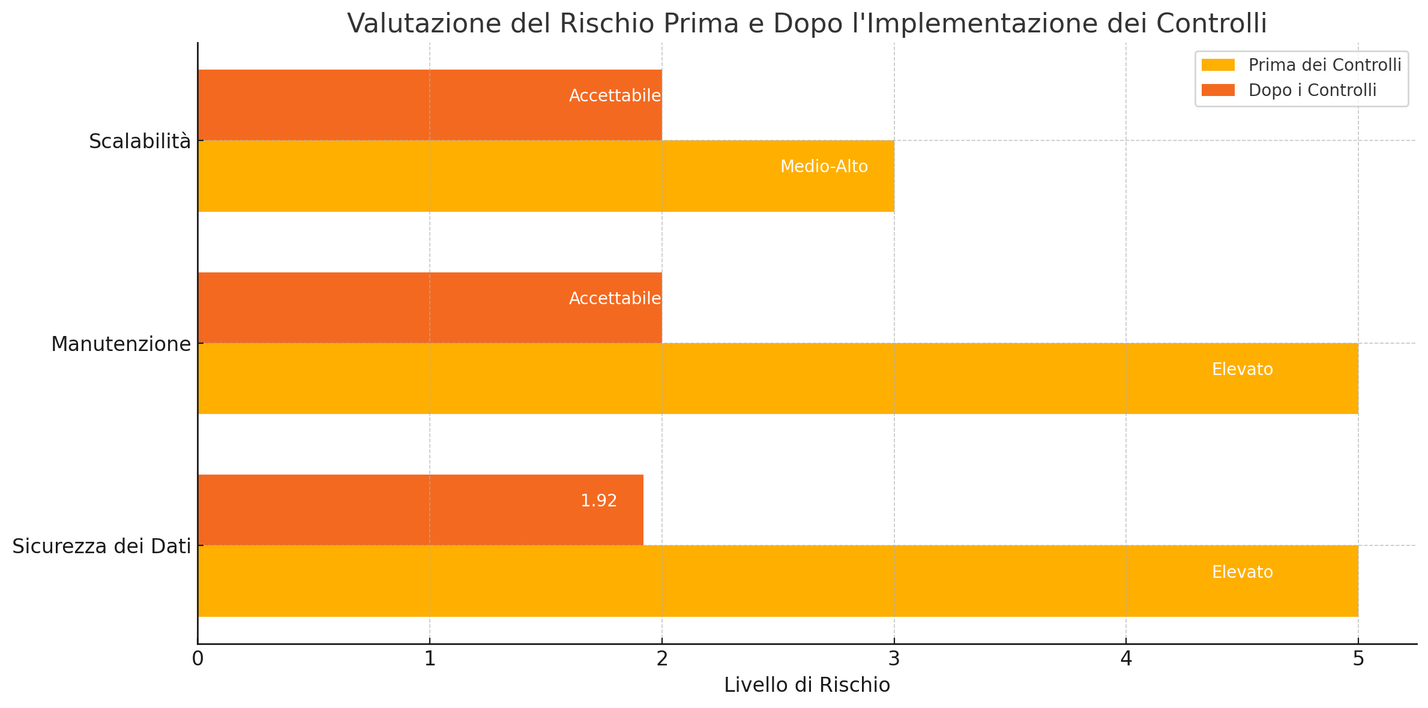 Valutazione del Rischio Prima e Dopo l'Implementazione dei Controlli
Prima dei Controlli
Dopo i Controlli
Accettabile
Scalabilità
Medio-Alto
Accettabile
Manutenzione
Elevato
1.92
Sicurezza dei Dati
Elevato
0 1 2 3 4 5
Livello di Rischio